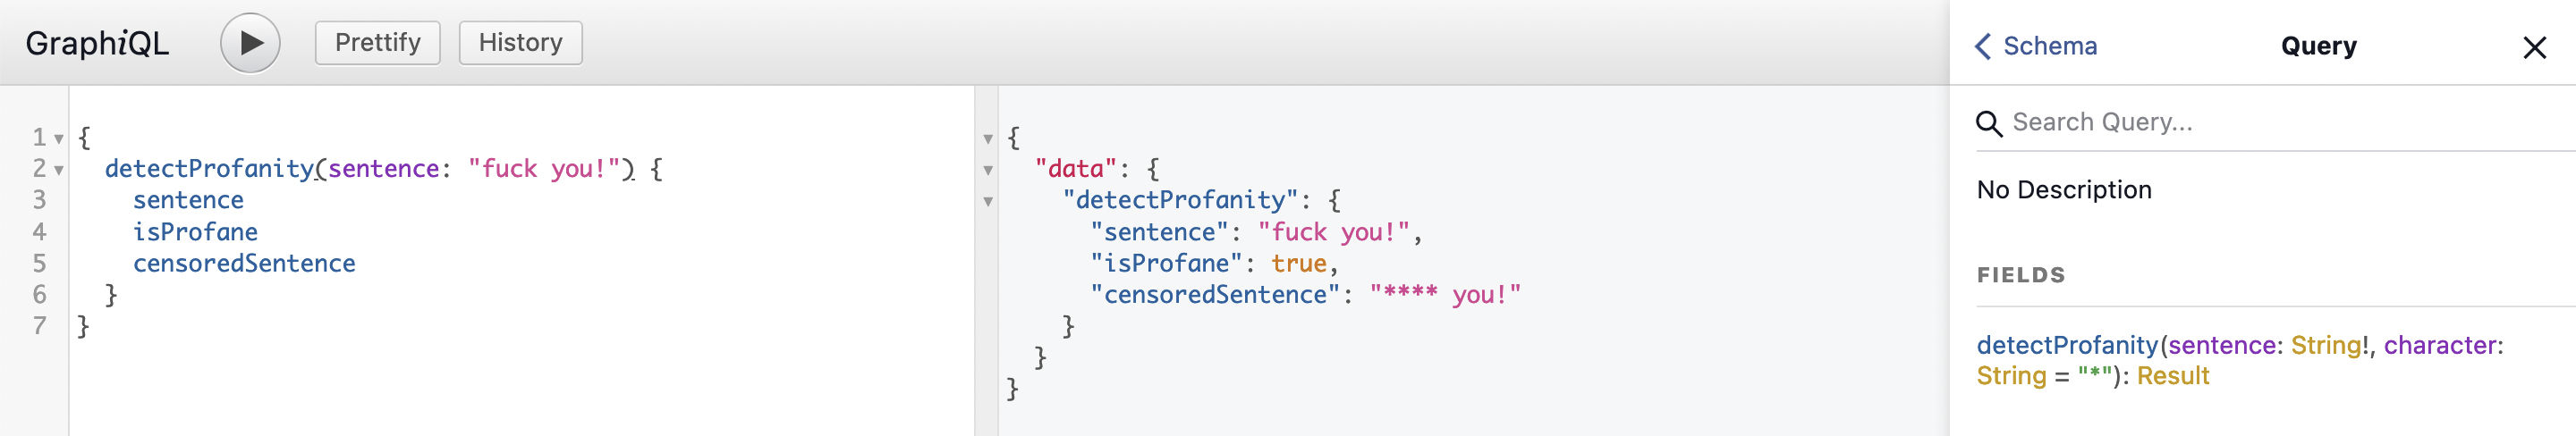 GraphiQL
Prettify
History
1 {
2   detectProfanity(sentence: "fuck you!") {
3     sentence
4     isProfane
5     censoredSentence
6   }
7 }
{
  "data": {
    "detectProfanity": {
      "sentence": "fuck you!",
      "isProfane": true,
      "censoredSentence": "**** you!"
    }
  }
}
Schema
Query
Search Query...
No Description
FIELDS
detectProfanity(sentence: String!, character:
String = "*"): Result